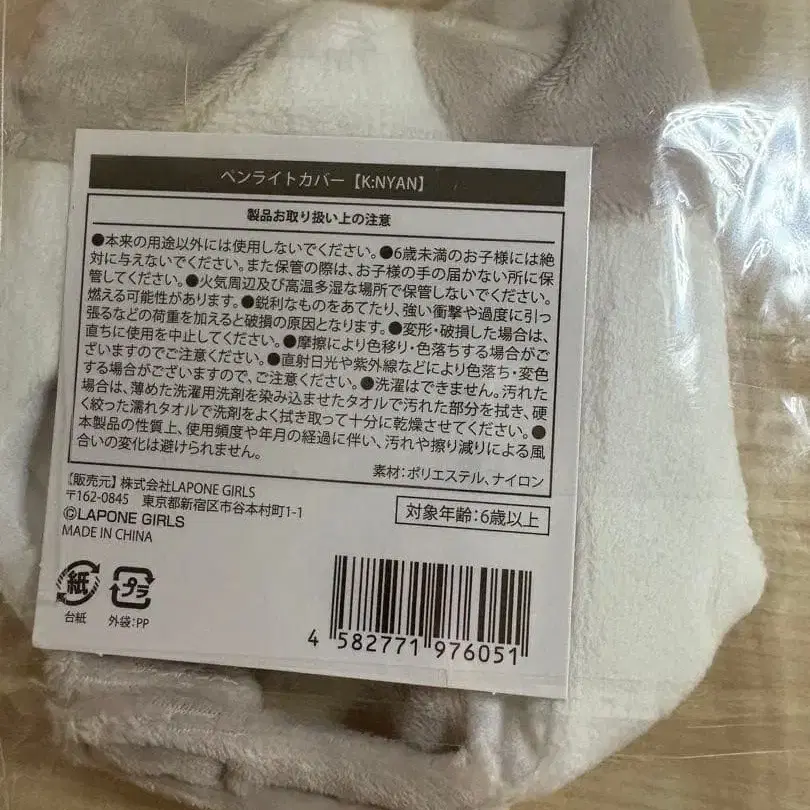 ペンライトカバー【K:NYAN】
製品お取り扱い上の注意
●本来の用途以外には使用しないでください。●6歳未満のお子様には絶
対に与えないでください。また保管の際は、お子様の手の届かない所に保
管してください。●火気周辺及び高温多湿な場所で保管しないでください。
燃える可能性があります。●鋭利なものをあてたり、強い衝撃や過度に引っ
張るなどの荷重を加えると破損の原因となります。●変形・破損した場合は、
直ちに使用を中止してください。●摩擦により色移り・色落ちする場合がご
ざいますのでご注意ください。●直射日光や紫外線などにより色落ち・変色
する場合がございますので、ご注意ください。●洗濯はできません。汚れた
場合は、薄めた洗濯用洗剤を染み込ませたタオルで汚れた部分を拭き、硬
く絞った濡れタオルで洗剤をよく拭き取って十分に乾燥させてください。●
本製品の性質上、使用頻度や年月の経過に伴い、汚れや擦り減りによる風
合いの変化は避けられません。
素材:ポリエステル、ナイロン
【販売元】株式会社LAPONE GIRLS
〒162-0845 東京都新宿区市谷本村町1-1
©LAPONE GIRLS
MADE IN CHINA
対象年齢:6歳以上
紙
プラ
台紙
外袋:PP
4 582771 976051